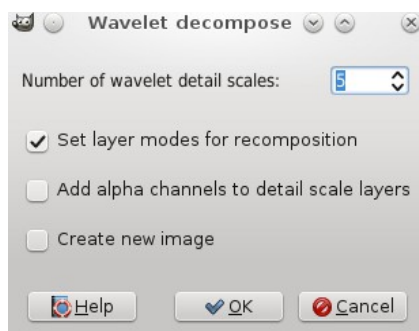 Wavelet decompose
Number of wavelet detail scales: 5
Set layer modes for recomposition
Add alpha channels to detail scale layers
Create new image
Help OK Cancel